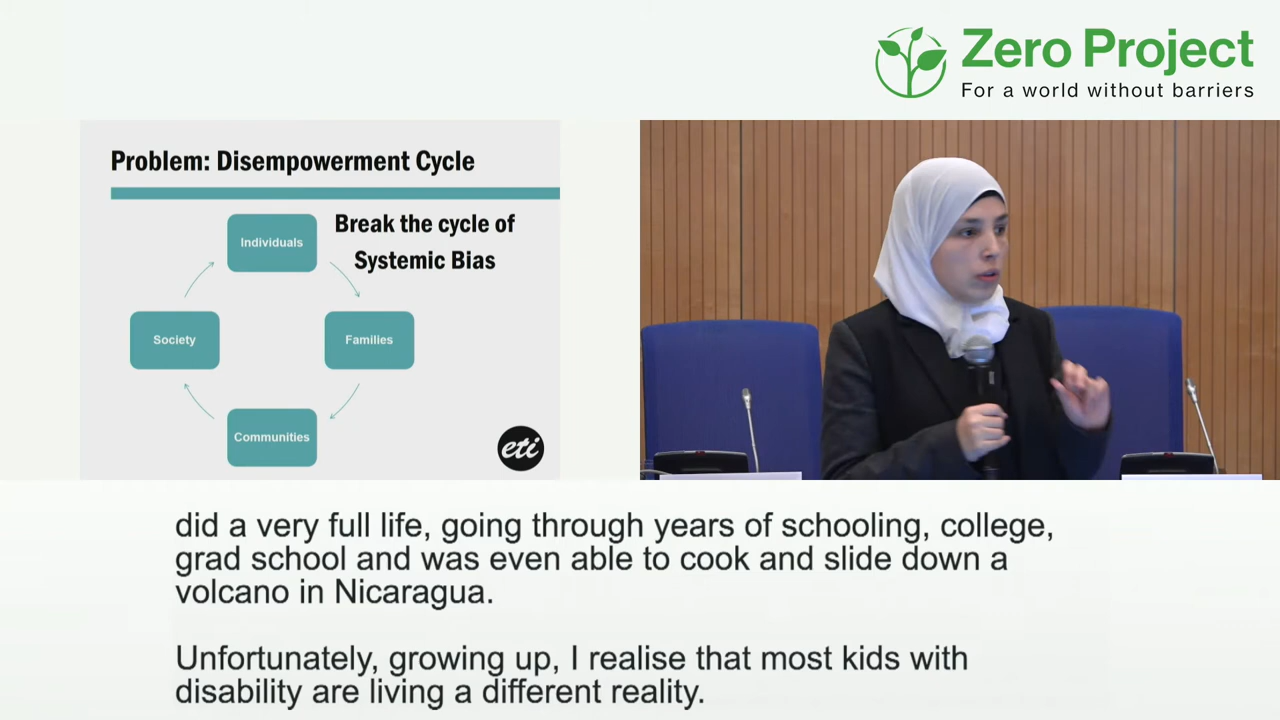 Zero Project
For a world without barriers
Problem: Disempowerment Cycle
Break the cycle of
Systemic Bias
Individuals
Society
Families
Communities
eti
did a very full life, going through years of schooling, college,
grad school and was even able to cook and slide down a
volcano in Nicaragua.
Unfortunately, growing up, I realise that most kids with
disability are living a different reality.